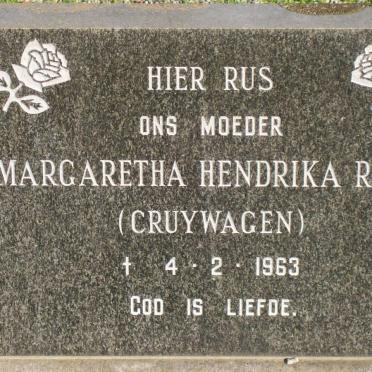 HIER RUS
ONS MOEDER
MARGARETHA HENDRIKA R
(CRUYWAGEN)
† 4 · 2 · 1963
GOD IS LIEFDE.